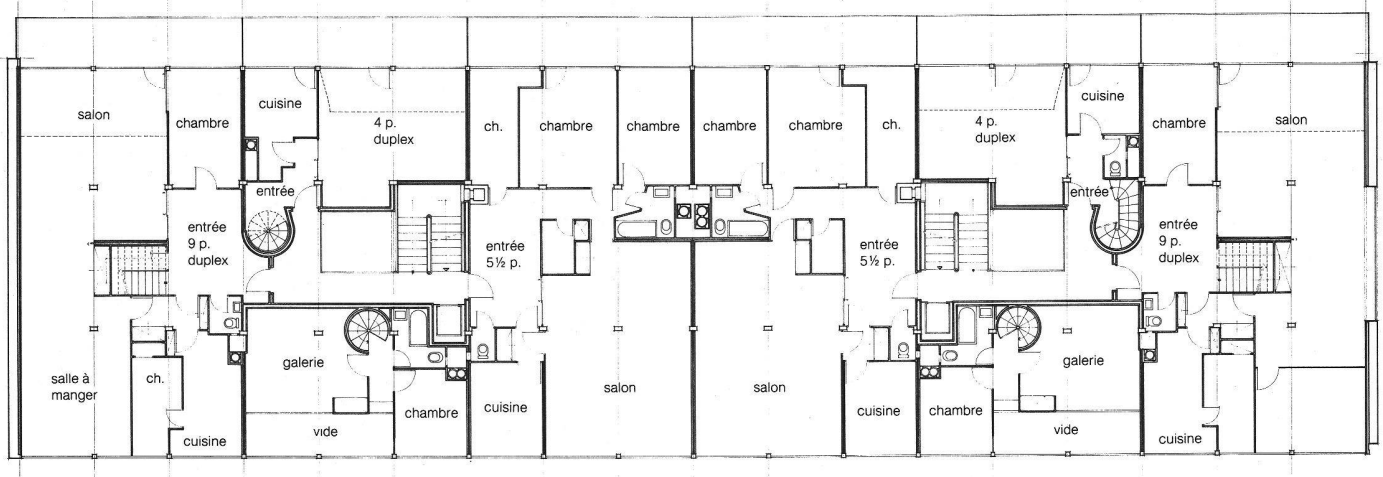 salon
chambre
cuisine
4 p.
duplex
ch.
chambre
chambre
chambre
chambre
ch.
4 p.
duplex
cuisine
chambre
salon
entrée
entrée
entrée
9 p.
duplex
entrée
5½ p.
entrée
5½ p.
entrée
9 p.
duplex
galerie
galerie
salle à
manger
ch.
salon
salon
chambre
cuisine
cuisine
chambre
vide
vide
cuisine
cuisine